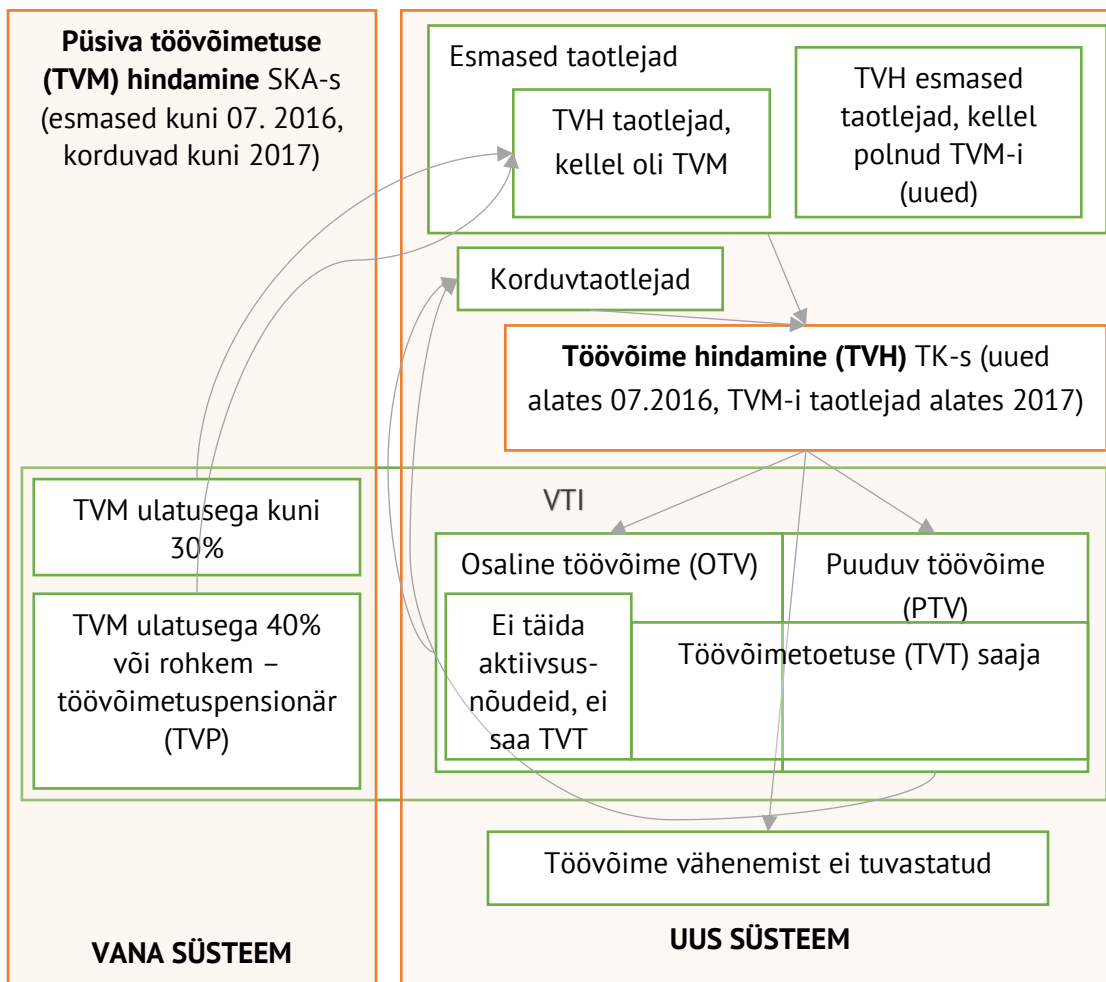 Püsiva töövõimetuse
(TVM) hindamine SKA-s
(esmased kuni 07. 2016,
korduvad kuni 2017)
TVM ulatusega kuni
30%
TVM ulatusega 40%
või rohkem –
töövõimetuspensionär
(TVP)
VANA SÜSTEEM
Esmased taotlejad
TVH taotlejad,
kellel oli TVM
TVH esmased
taotlejad, kellel
polnud TVM-i
(uued)
Korduvtaotlejad
Töövõime hindamine (TVH) TK-s (uued
alates 07.2016, TVM-i taotlejad alates 2017)
VTI
Osaline töövõime (OTV)
Puuduv töövõime
(PTV)
Ei täida
aktiivsus-
nõudeid, ei
saa TVT
Töövõimetoetuse (TVT) saaja
Töövõime vähenemist ei tuvastatud
UUS SÜSTEEM